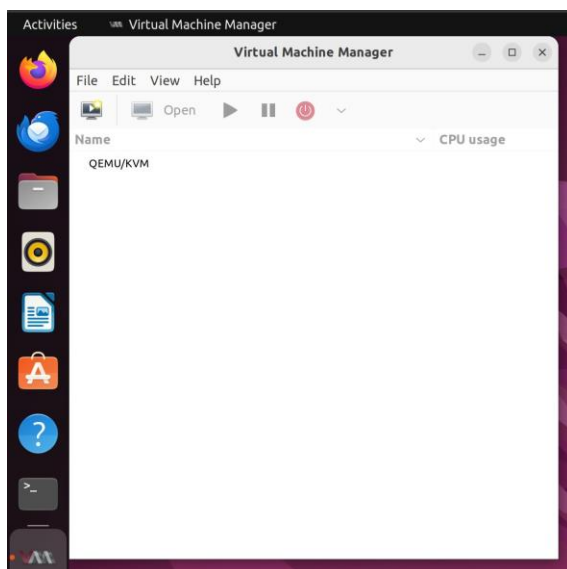 Activities Virtual Machine Manager
Virtual Machine Manager
File Edit View Help
Open
Name CPU usage
QEMU/KVM